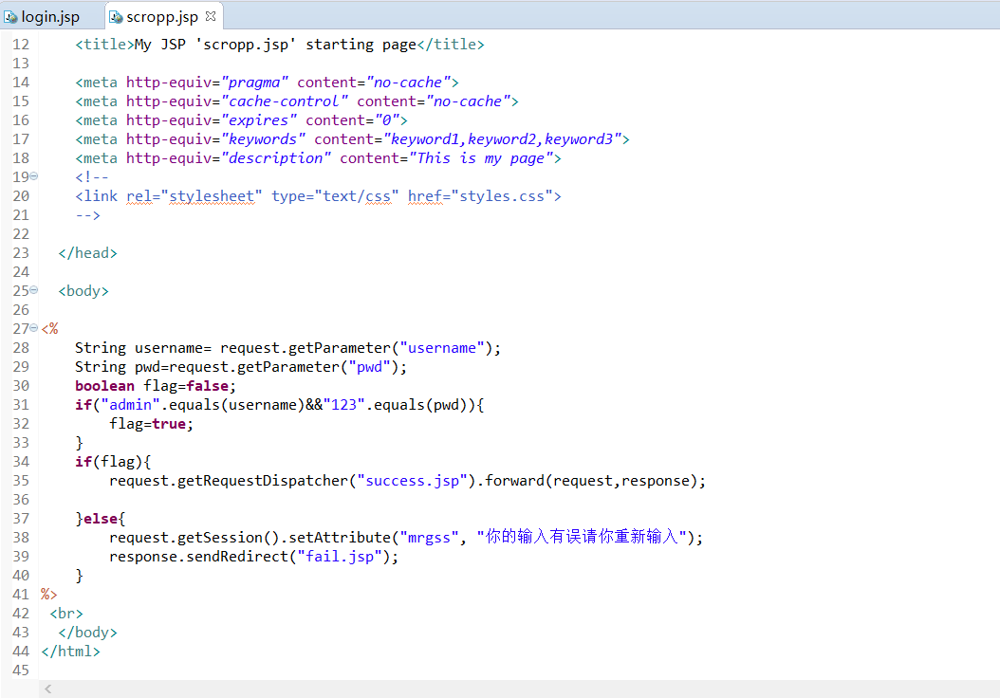 login.jsp
scropp.jsp
12 <title>My JSP 'scropp.jsp' starting page</title>
13
14 <meta http-equiv="pragma" content="no-cache">
15 <meta http-equiv="cache-control" content="no-cache">
16 <meta http-equiv="expires" content="0">
17 <meta http-equiv="keywords" content="keyword1,keyword2,keyword3">
18 <meta http-equiv="description" content="This is my page">
19 <!--
20 <link rel="stylesheet" type="text/css" href="styles.css">
21 -->
22
23 </head>
24
25 <body>
26
27 <%
28 String username= request.getParameter("username");
29 String pwd=request.getParameter("pwd");
30 boolean flag=false;
31 if("admin".equals(username)&&"123".equals(pwd)){
32 flag=true;
33 }
34 if(flag){
35 request.getRequestDispatcher("success.jsp").forward(request,response);
36
37 }else{
38 request.getSession().setAttribute("mrgss", "你的输入有误请你重新输入");
39 response.sendRedirect("fail.jsp");
40 }
41 %>
42 <br>
43 </body>
44 </html>
45